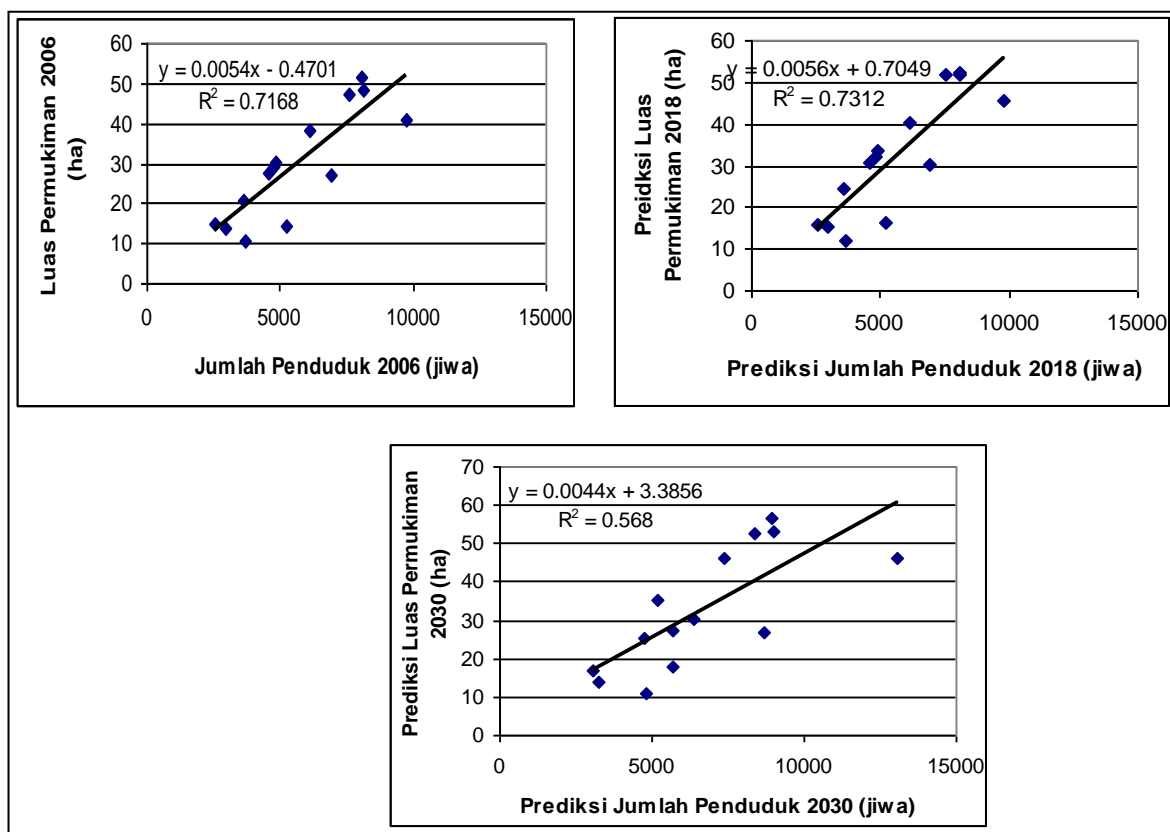 Luas Permukiman 2006
(ha)
60
50
40
30
20
10
0
y = 0.0054x - 0.4701
R² = 0.7168
0 5000 10000 15000
Jumlah Penduduk 2006 (jiwa)
Preidksi Luas
Permukiman 2018 (ha)
60
50
40
30
20
10
0
y = 0.0056x + 0.7049
R² = 0.7312
0 5000 10000 15000
Prediksi Jumlah Penduduk 2018 (jiwa)
Prediksi Luas Permukiman
2030 (ha)
70
60
50
40
30
20
10
0
y = 0.0044x + 3.3856
R² = 0.568
0 5000 10000 15000
Prediksi Jumlah Penduduk 2030 (jiwa)